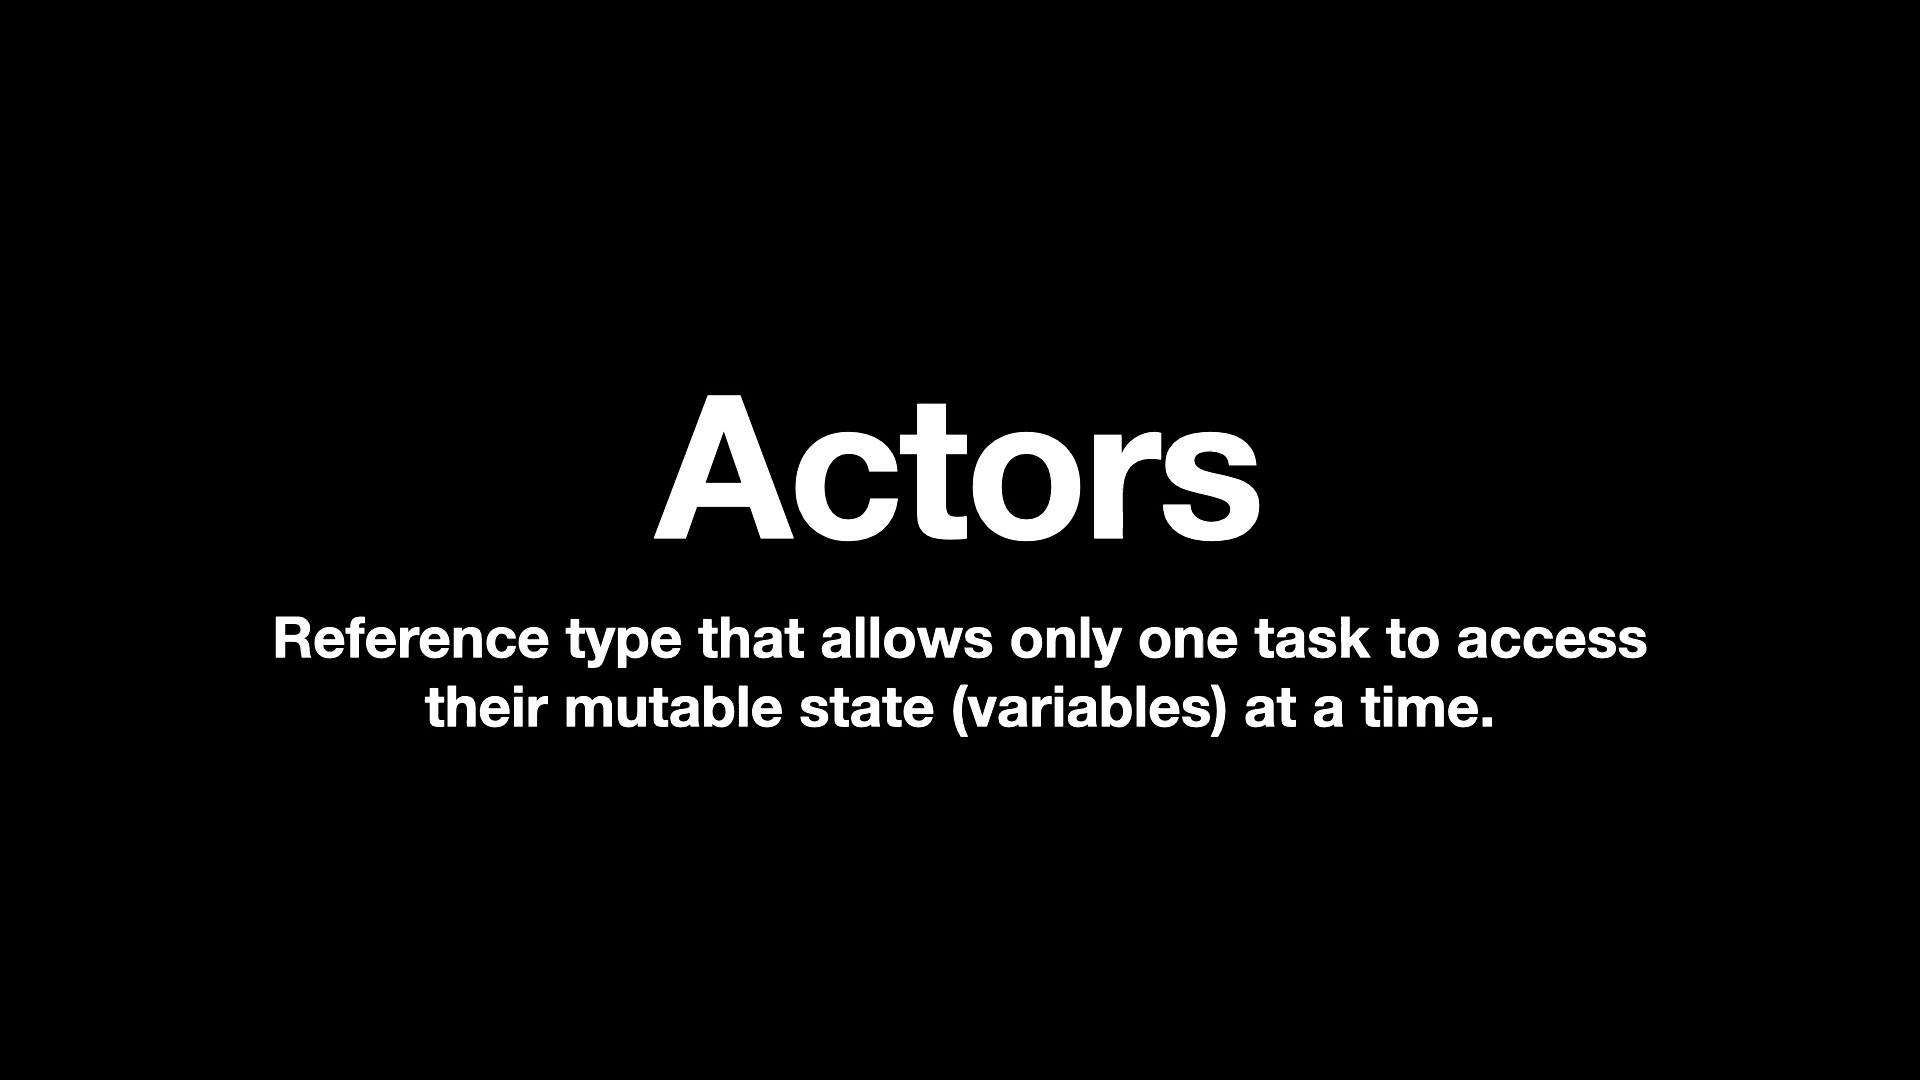 Actors
Reference type that allows only one task to access
their mutable state (variables) at a time.